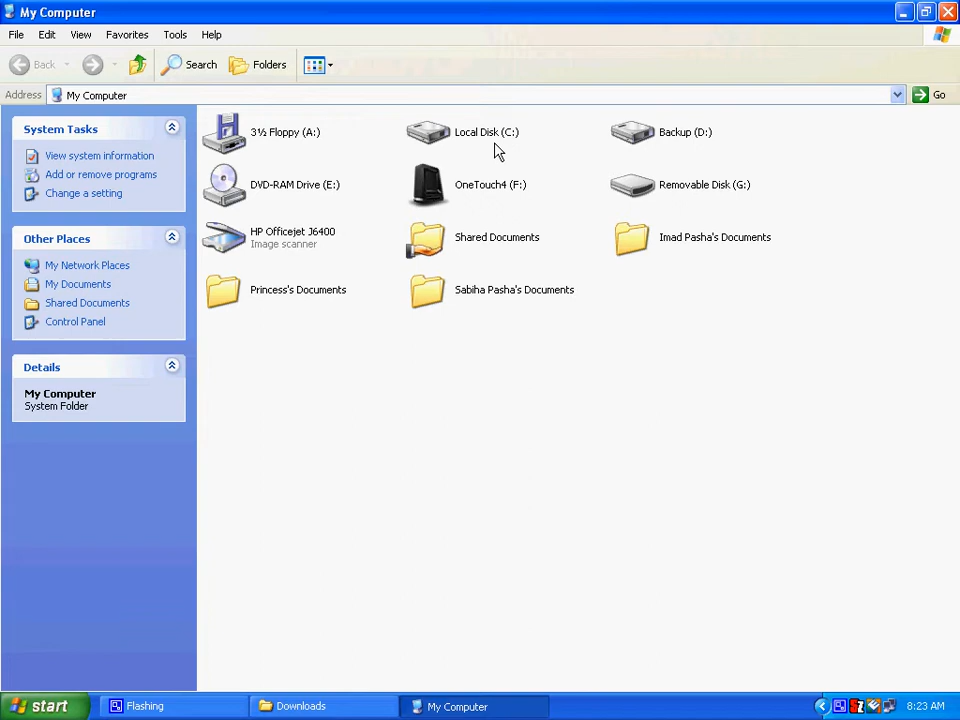 My Computer
File Edit View Favorites Tools Help
Back Search Folders
Address My Computer Go
System Tasks
View system information
Add or remove programs
Change a setting
Other Places
My Network Places
My Documents
Shared Documents
Control Panel
Details
My Computer
System Folder
3½ Floppy (A:) Local Disk (C:) Backup (D:)
DVD-RAM Drive (E:) OneTouch4 (F:) Removable Disk (G:)
HP Officejet J6400
Image scanner
Shared Documents Imad Pasha's Documents
Princess's Documents Sabiha Pasha's Documents
start Flashing Downloads My Computer 8:23 AM